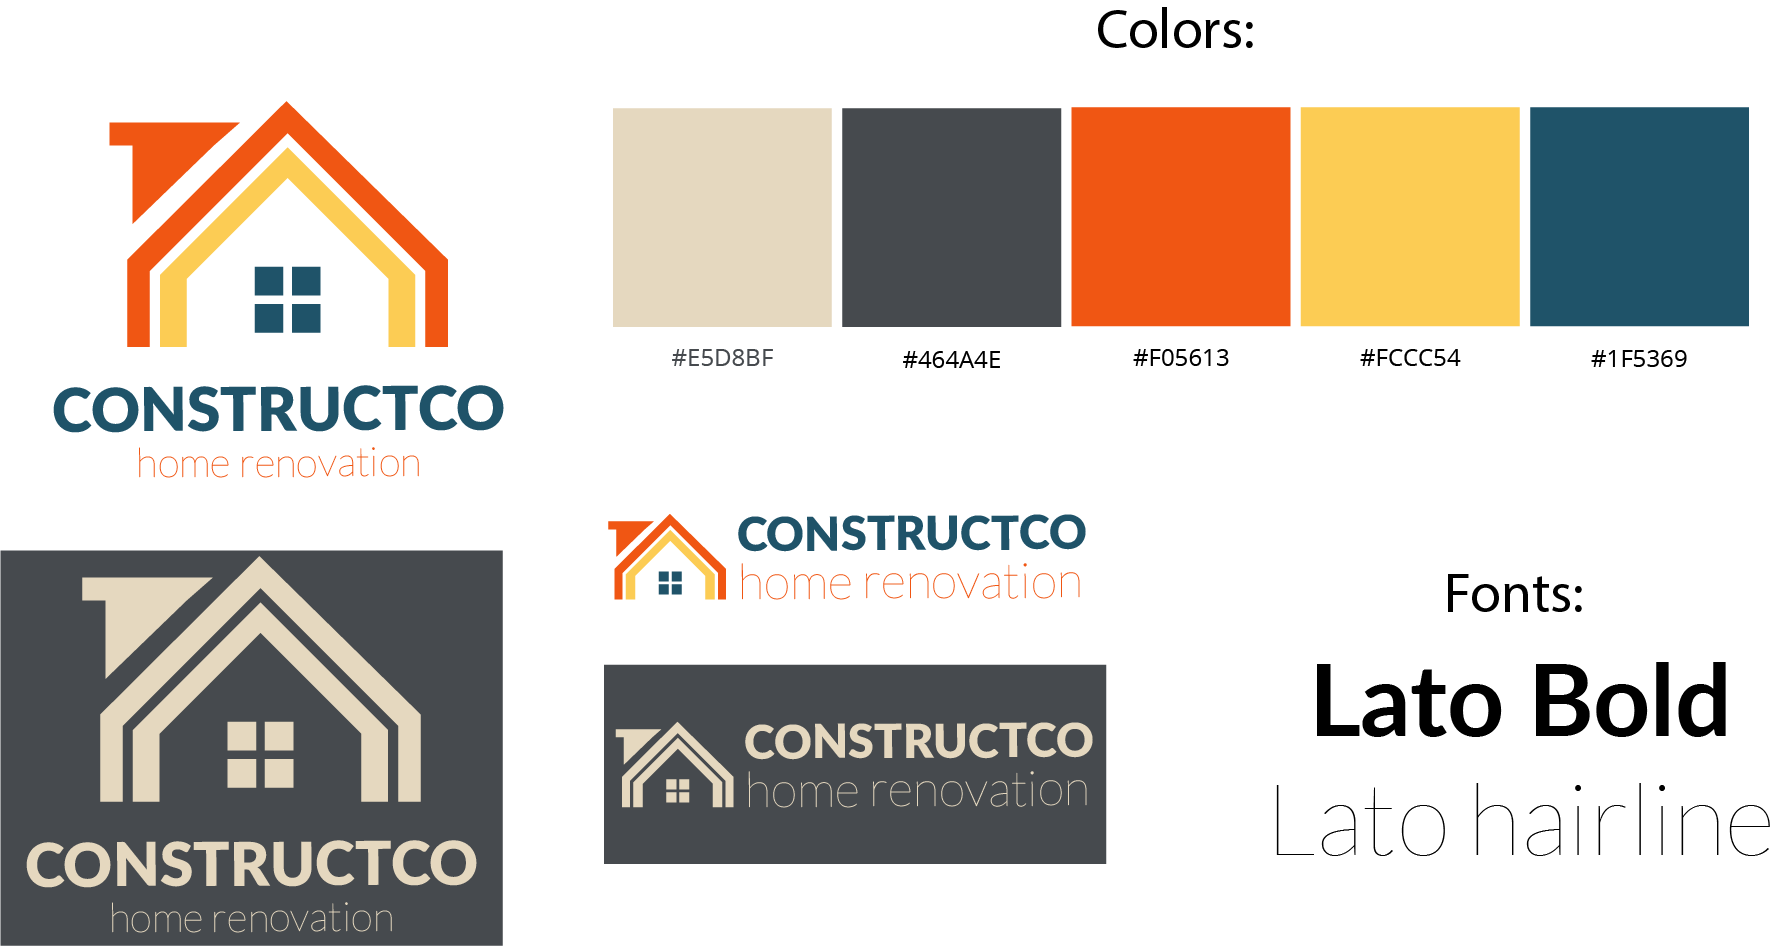 Colors:
#E5D8BF
#464A4E
#F05613
#FCCC54
#1F5369
CONSTRUCTCO
home renovation
CONSTRUCTCO
home renovation
CONSTRUCTCO
home renovation
CONSTRUCTCO
home renovation
Fonts:
Lato Bold
Lato hairline